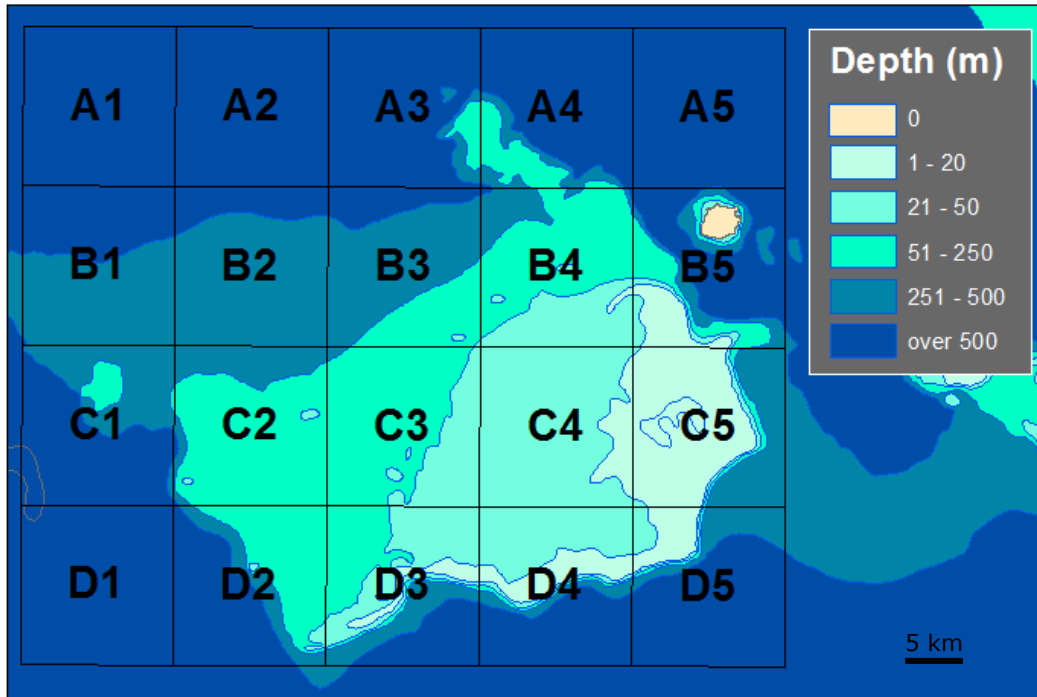 A1 A2 A3 A4 A5
B1 B2 B3 B4 B5
C1 C2 C3 C4 C5
D1 D2 D3 D4 D5
Depth (m)
0
1 - 20
21 - 50
51 - 250
251 - 500
over 500
5 km